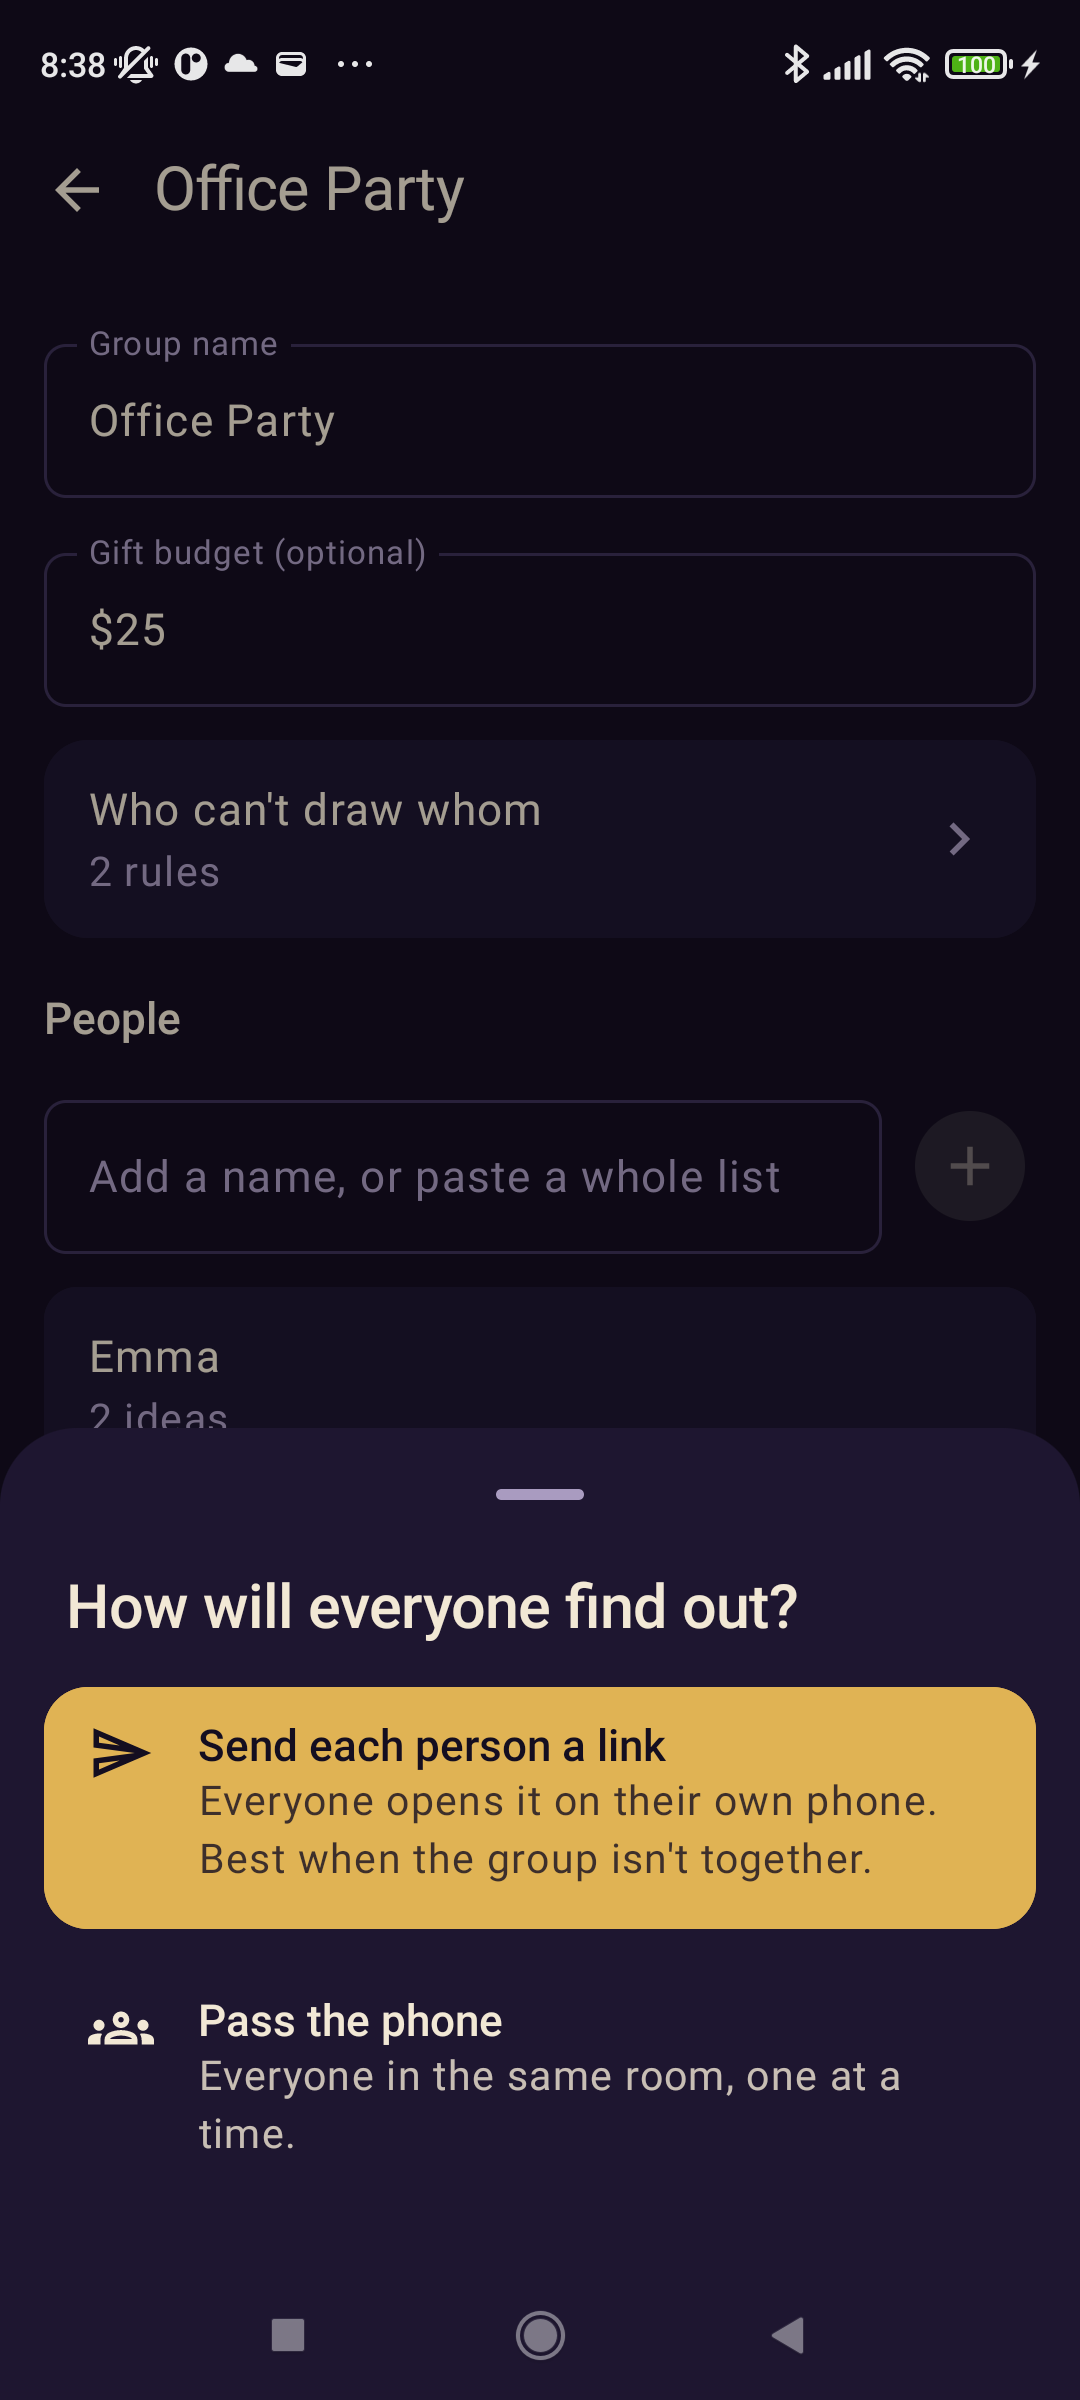 8:38
100
Office Party
Group name
Office Party
Gift budget (optional)
$25
Who can't draw whom
2 rules
People
Add a name, or paste a whole list
Emma
2 ideas
How will everyone find out?
Send each person a link
Everyone opens it on their own phone.
Best when the group isn't together.
Pass the phone
Everyone in the same room, one at a
time.